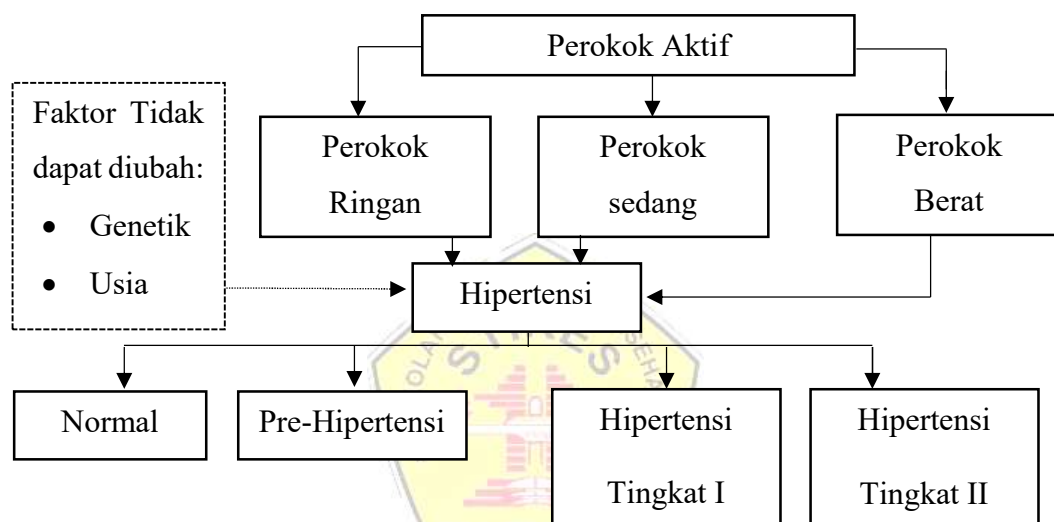 Perokok Aktif
Faktor Tidak
dapat diubah:
• Genetik
• Usia
Perokok
Ringan
Perokok
sedang
Perokok
Berat
Hipertensi
STIKES
Normal
Pre-Hipertensi
Hipertensi
Tingkat I
Hipertensi
Tingkat II